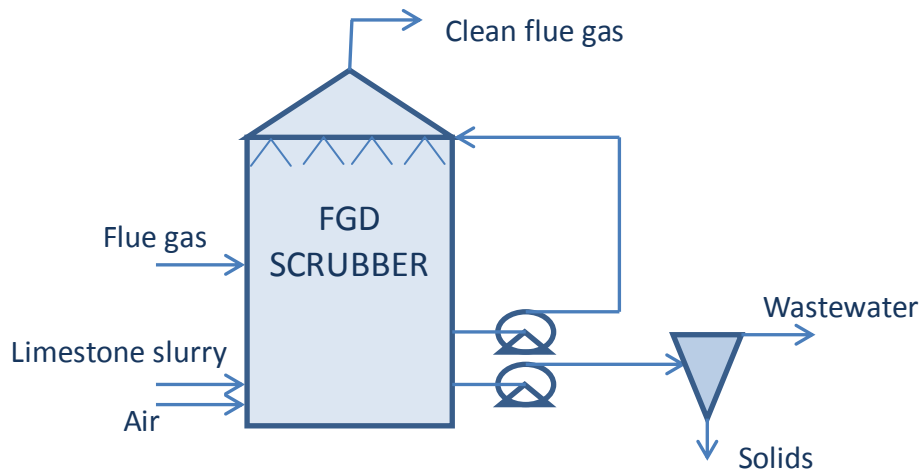 Clean flue gas
FGD
SCRUBBER
Flue gas
Wastewater
Limestone slurry
Air
Solids